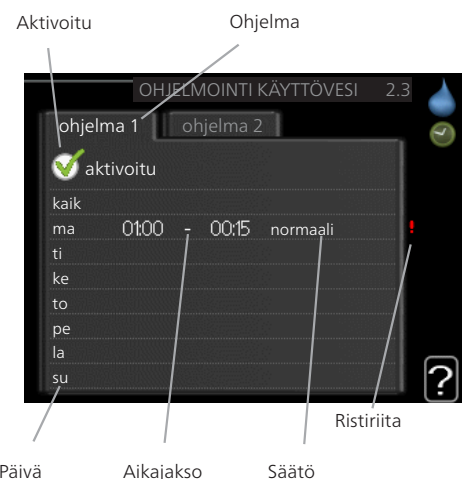 Aktivoitu Ohjelma
OHJELMOINTI KÄYTTÖVESI 2.3
ohjelma 1 ohjelma 2
aktivoitu
kaik
ma 01:00 - 00:15 normaali !
ti
ke
to
pe
la
su
?
Ristiriita
Päivä Aikajakso Säätö